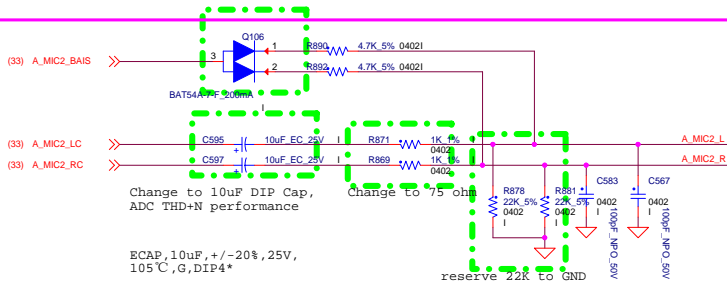 Q106
(33) A_MIC2_BAIS
3
1
2
R890
4.7K_5% 0402I
R892
4.7K_5% 0402I
BAT54A-7-F_200mA
I
(33) A_MIC2_LC
C595
+
10uF_EC_25V
I
R871
1K_1%
0402
I
A_MIC2_L
(33) A_MIC2_RC
C597
+
10uF_EC_25V
I
R869
1K_1%
0402
I
A_MIC2_R
Change to 10uF DIP Cap,
ADC THD+N performance
Change to 75 ohm
R878
22K_5%
0402
I
R881
22K_5%
0402
I
C583
+
0402
I
100pF_NPO_50V
C567
+
0402
I
100pF_NPO_50V
ECAP,10uF,+/-20%,25V,
105℃,G,DIP4*
reserve 22K to GND